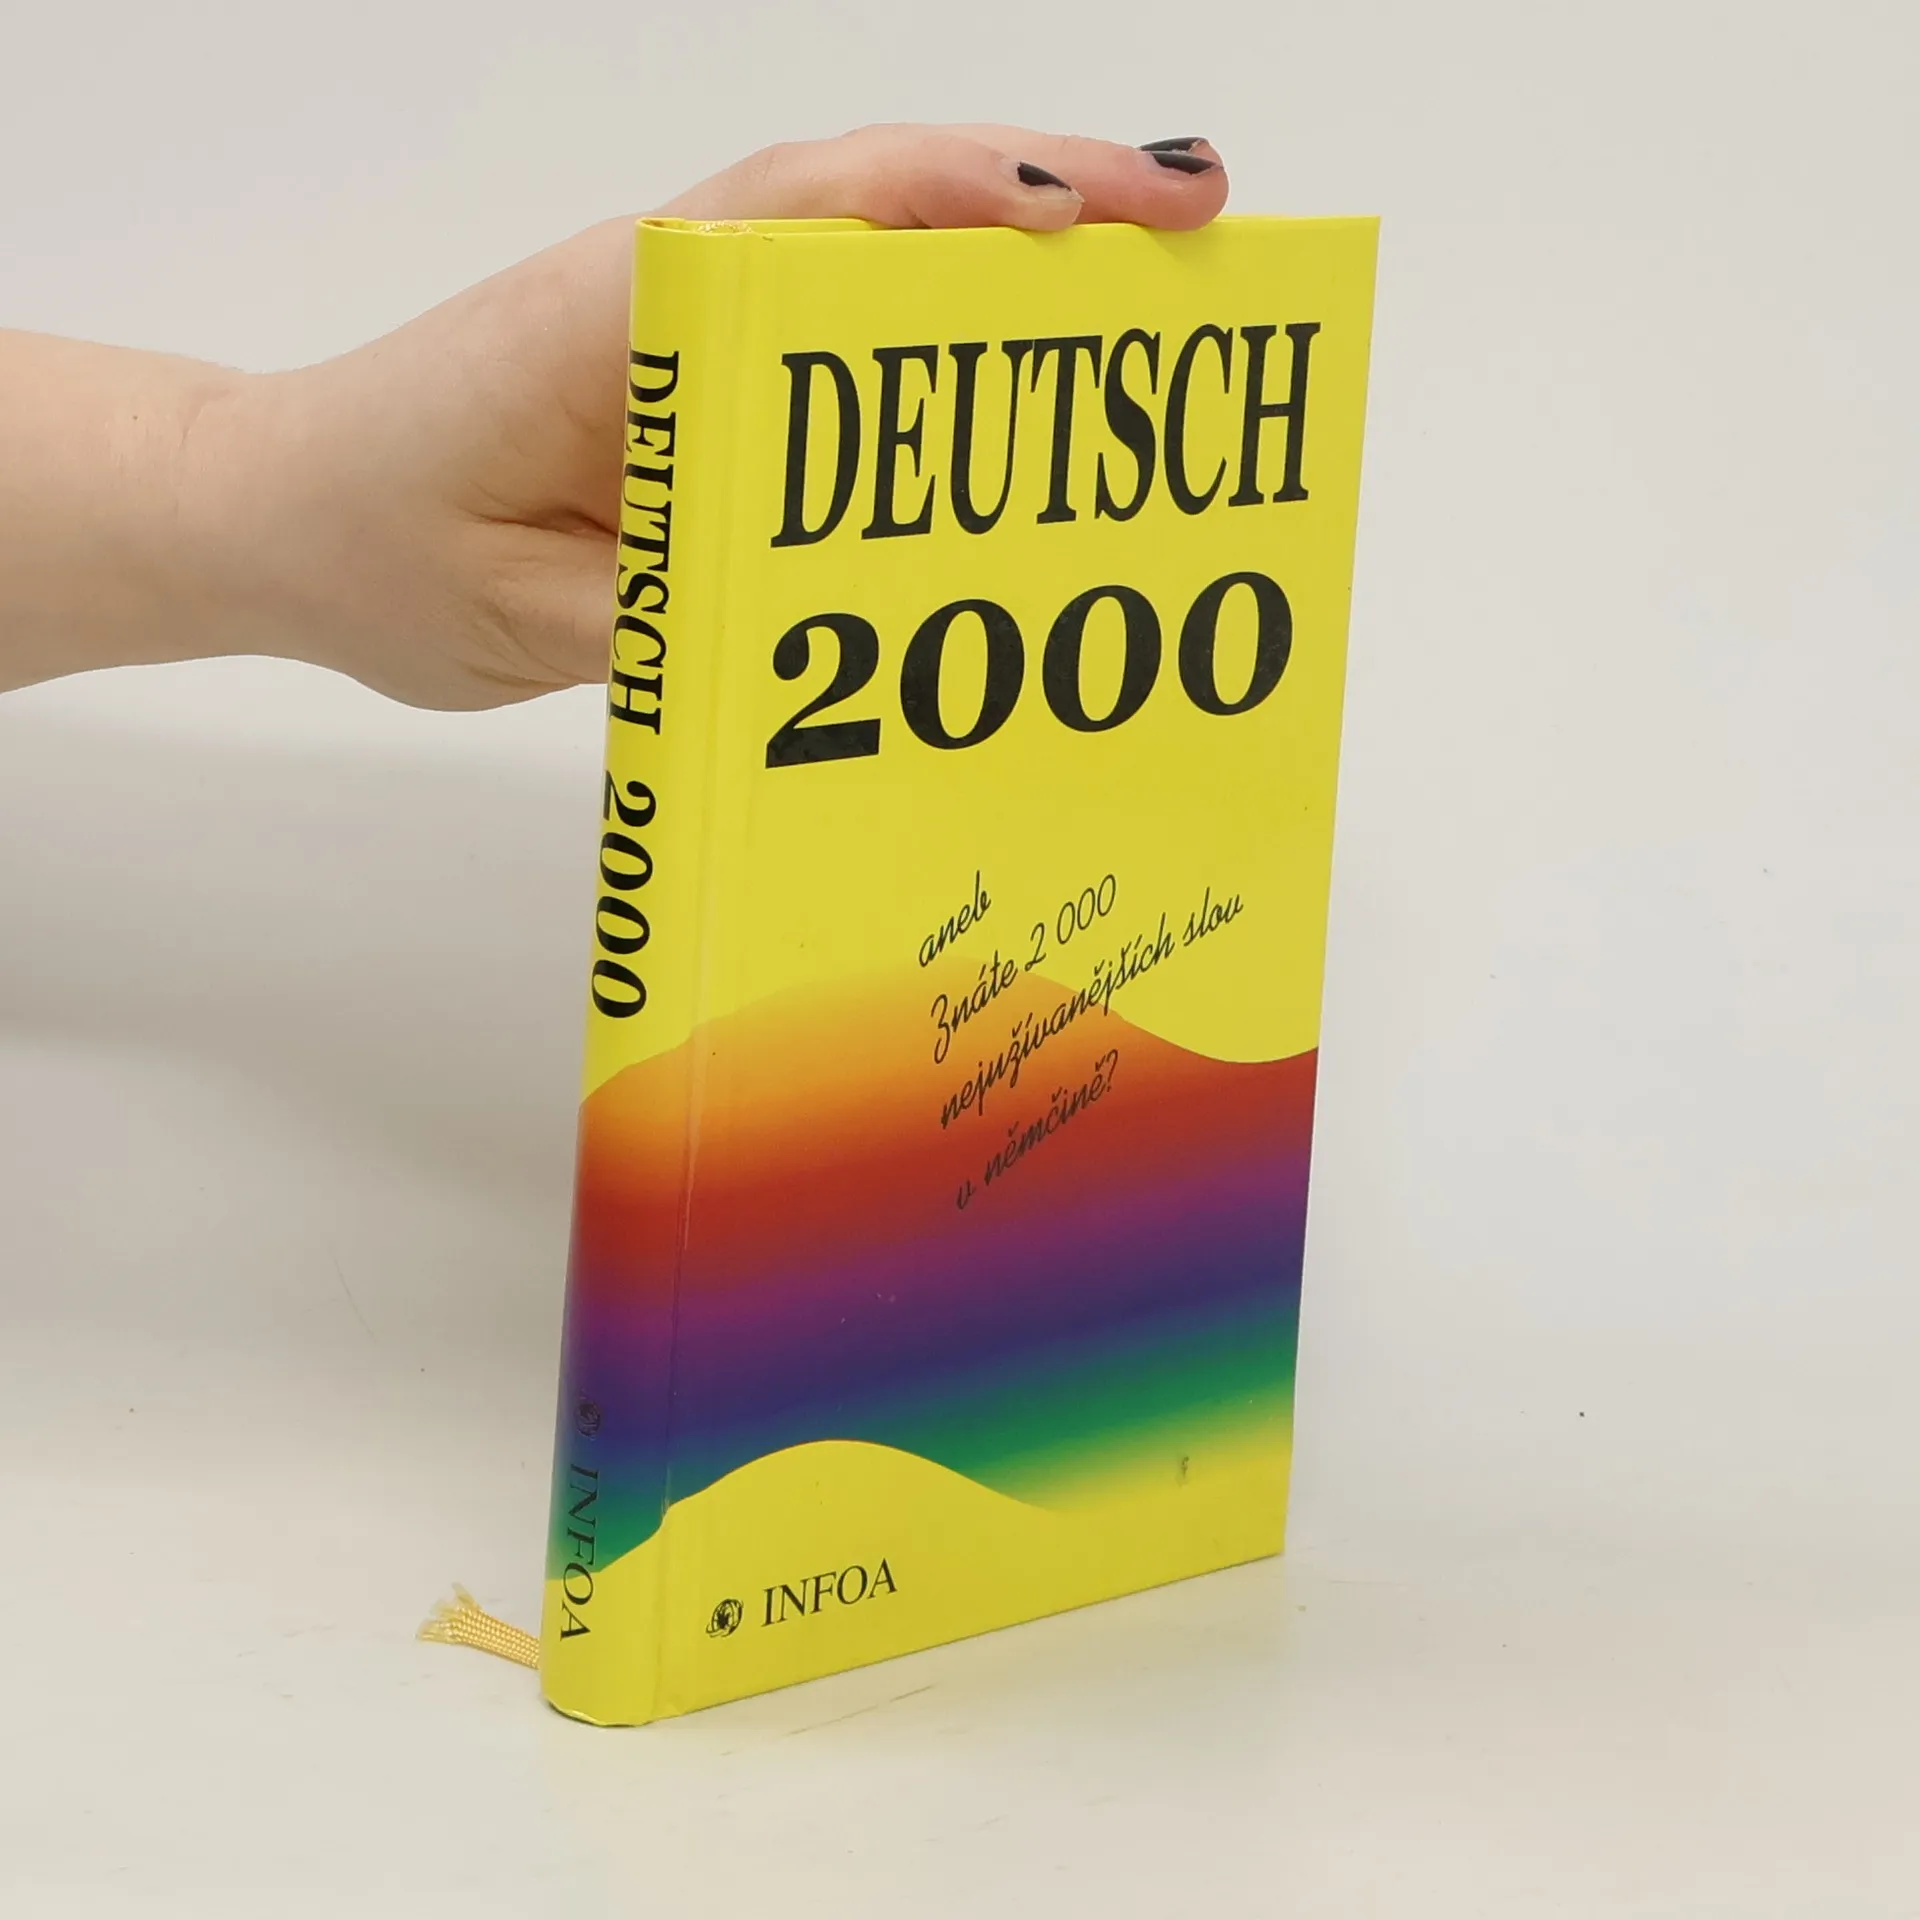 DEUTSCH 2000
INFOA
DEUTSCH
2000
aneb
Znáte 2 000
nejužívanějších slov
v němčině?
INFOA